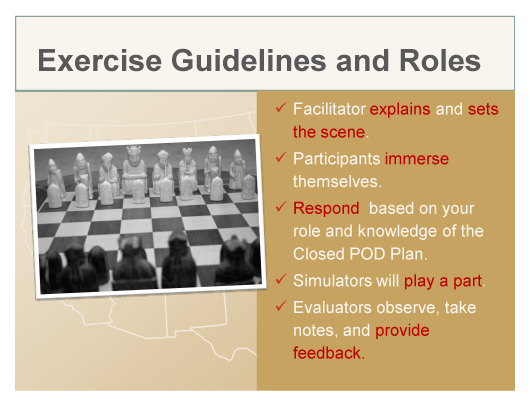 Exercise Guidelines and Roles
✓ Facilitator explains and sets
the scene.
✓ Participants immerse
themselves.
✓ Respond  based on your
role and knowledge of the
Closed POD Plan.
✓ Simulators will play a part.
✓ Evaluators observe, take
notes, and provide
feedback.